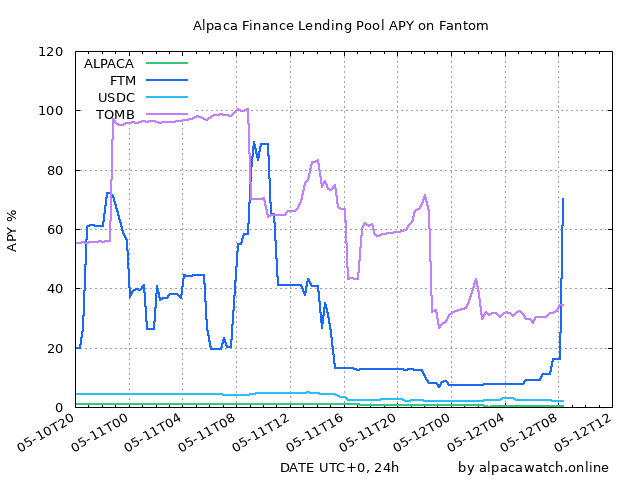 Alpaca Finance Lending Pool APY on Fantom
120
100
80
60
40
20
0
APY %
ALPACA
FTM
USDC
TOMB
05-10T20
05-11T00
05-11T04
05-11T08
05-11T12
05-11T16
05-11T20
05-12T00
05-12T04
05-12T08
05-12T12
DATE UTC+0, 24h
by alpacawatch.online